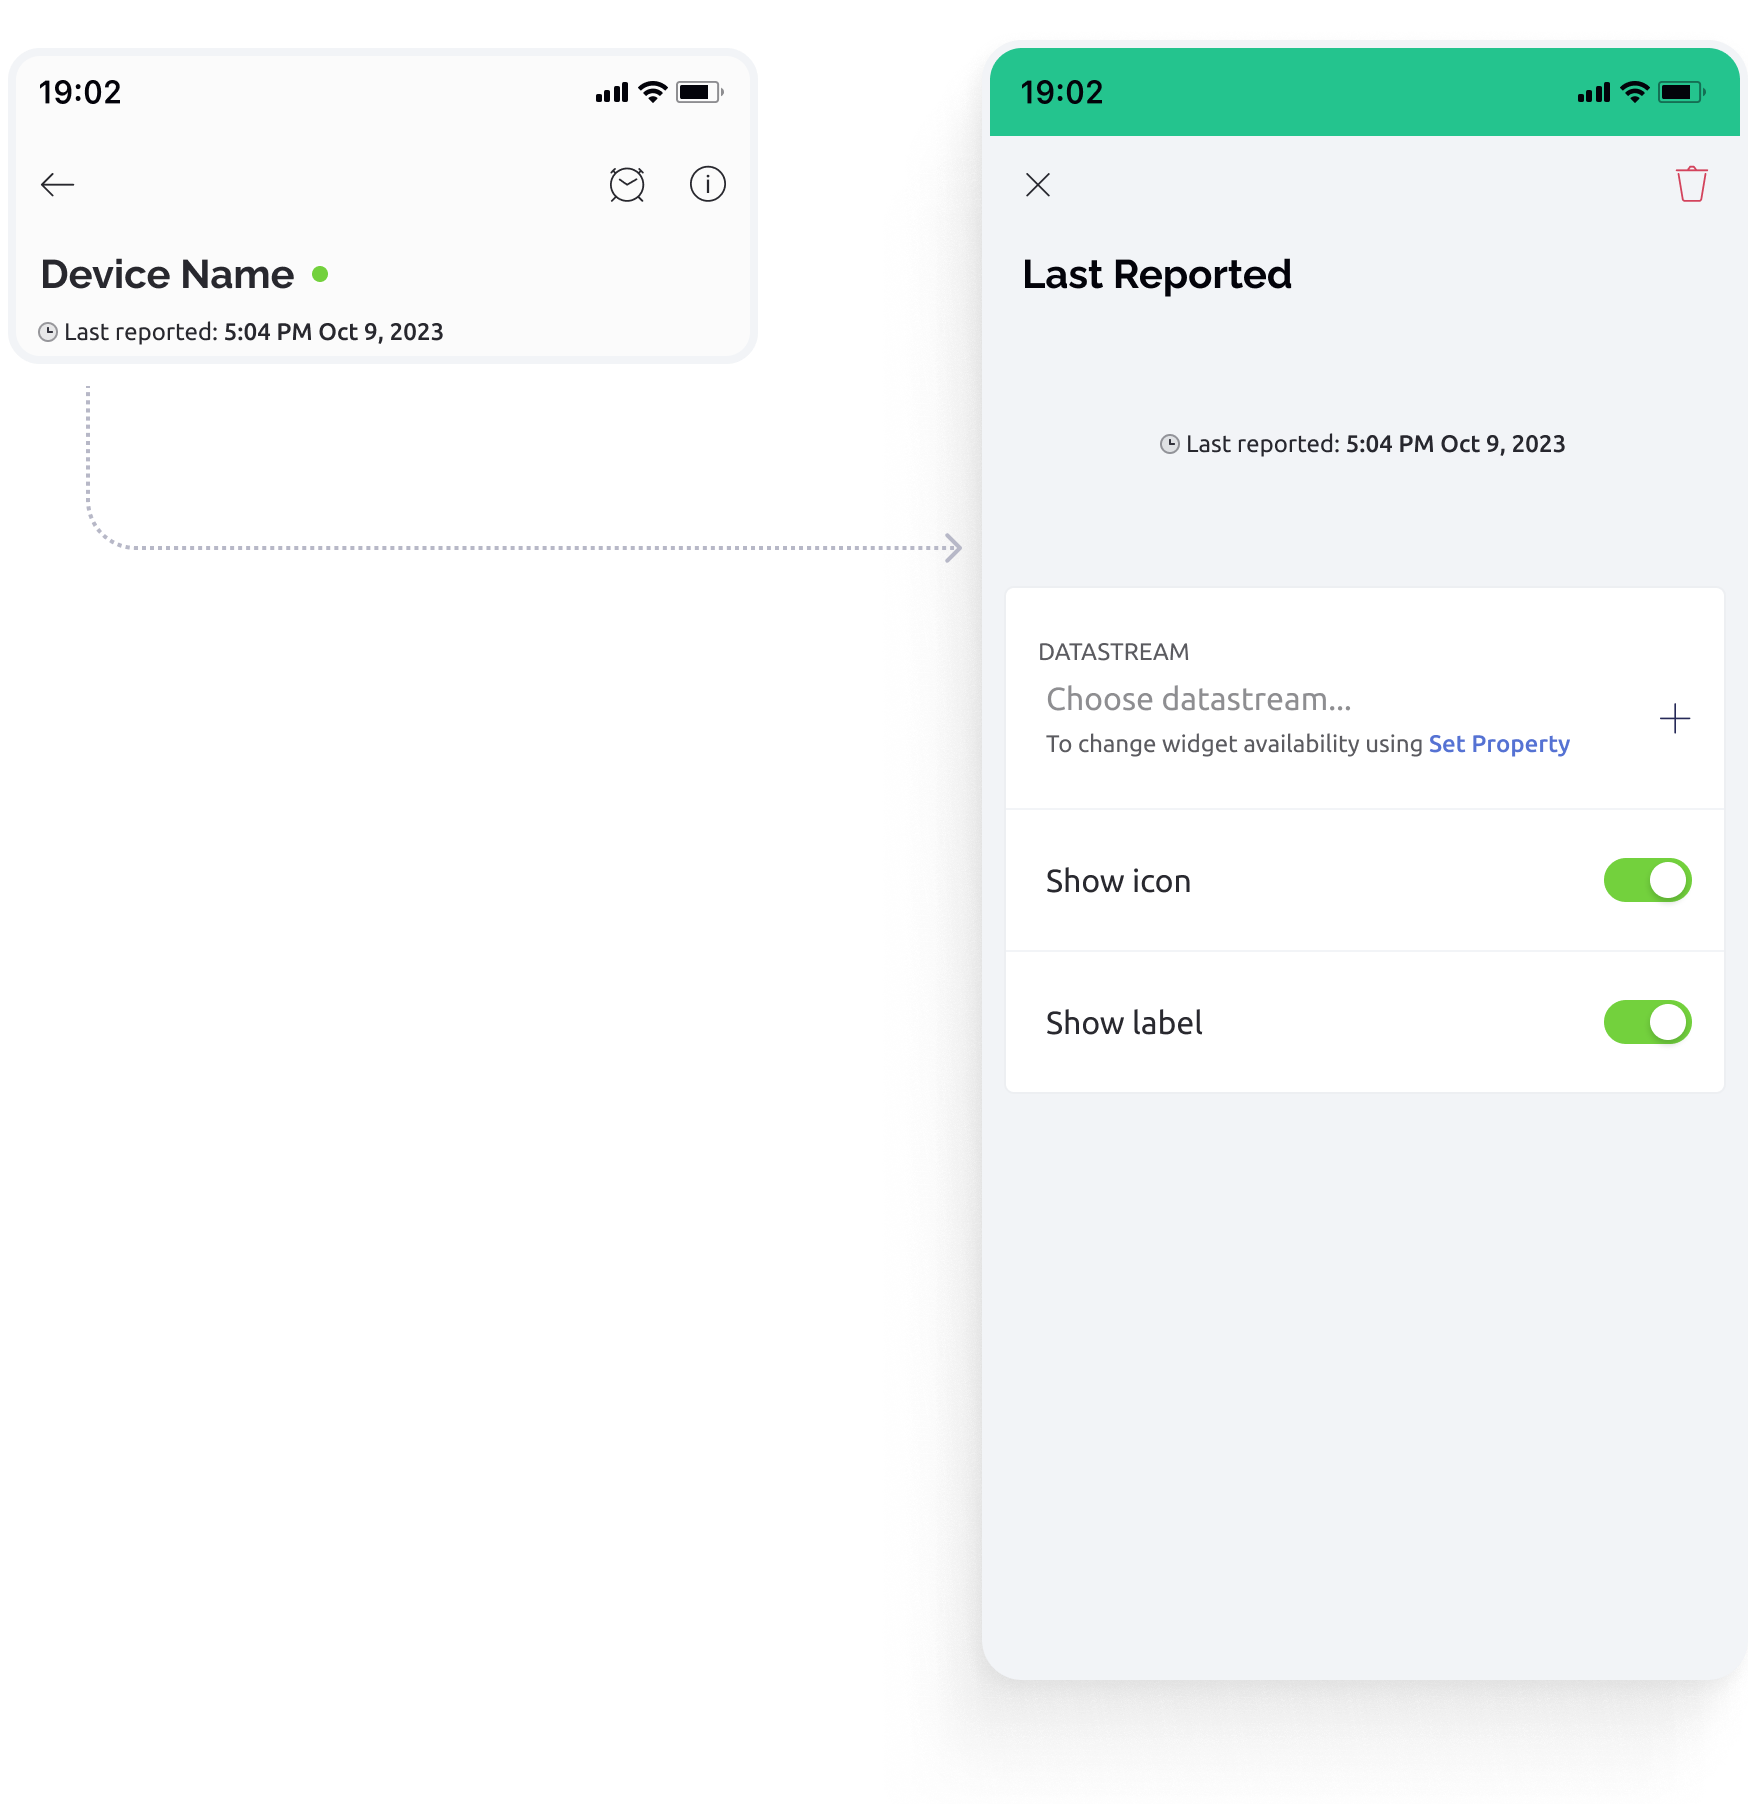 19:02
Device Name
Last reported: 5:04 PM Oct 9, 2023
19:02
Last Reported
Last reported: 5:04 PM Oct 9, 2023
DATASTREAM
Choose datastream...
To change widget availability using Set Property
Show icon
Show label